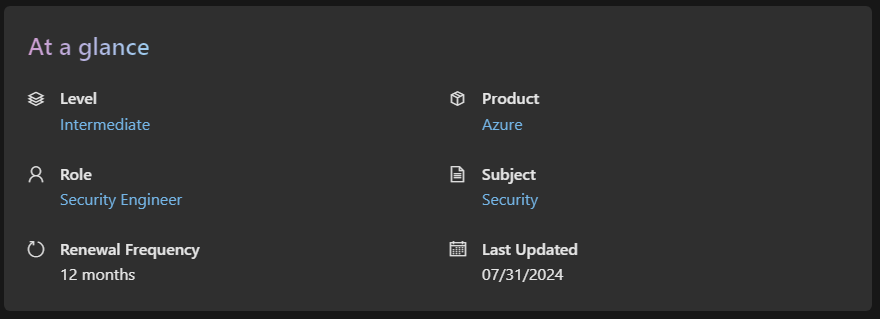 At a glance
Level
Intermediate
Product
Azure
Role
Security Engineer
Subject
Security
Renewal Frequency
12 months
Last Updated
07/31/2024